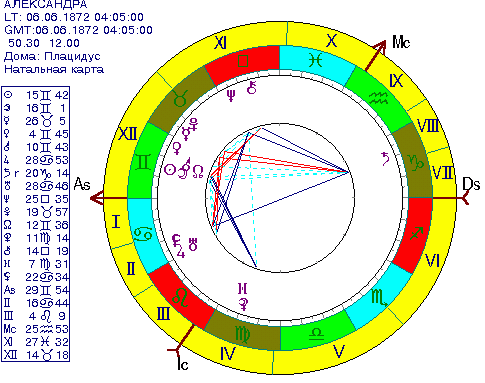 АЛЕКСАНДРА
LT: 06.06.1872 04:05:00
GMT:06.06.1872 04:05:00
50.30 12.00
Дома: Плацидус
Натальная карта
☉ 15 ♊ 42
16 ♊ 1
☿ 26 ♉ 5
♀ 4 ♊ 45
♂ 10 ♊ 43
♃ 28 ♋ 53
♄ r 20 ♑ 14
♅ 28 ♋ 46
♆ 25 □ 35
19 ♉ 57
☊ 12 ♊ 36
11 14
⚷ 14 □ 19
7 31
22 ♋ 34
As 29 ♊ 54
II 16 ♋ 44
III 4 ♌ 9
Mc 25 ♒ 53
XI 27 ♓ 32
XII 14 ♉ 18
XI
X
Mc
IX
VIII
XII
VII
As
Ds
I
II
VI
III
IV
V
Ic